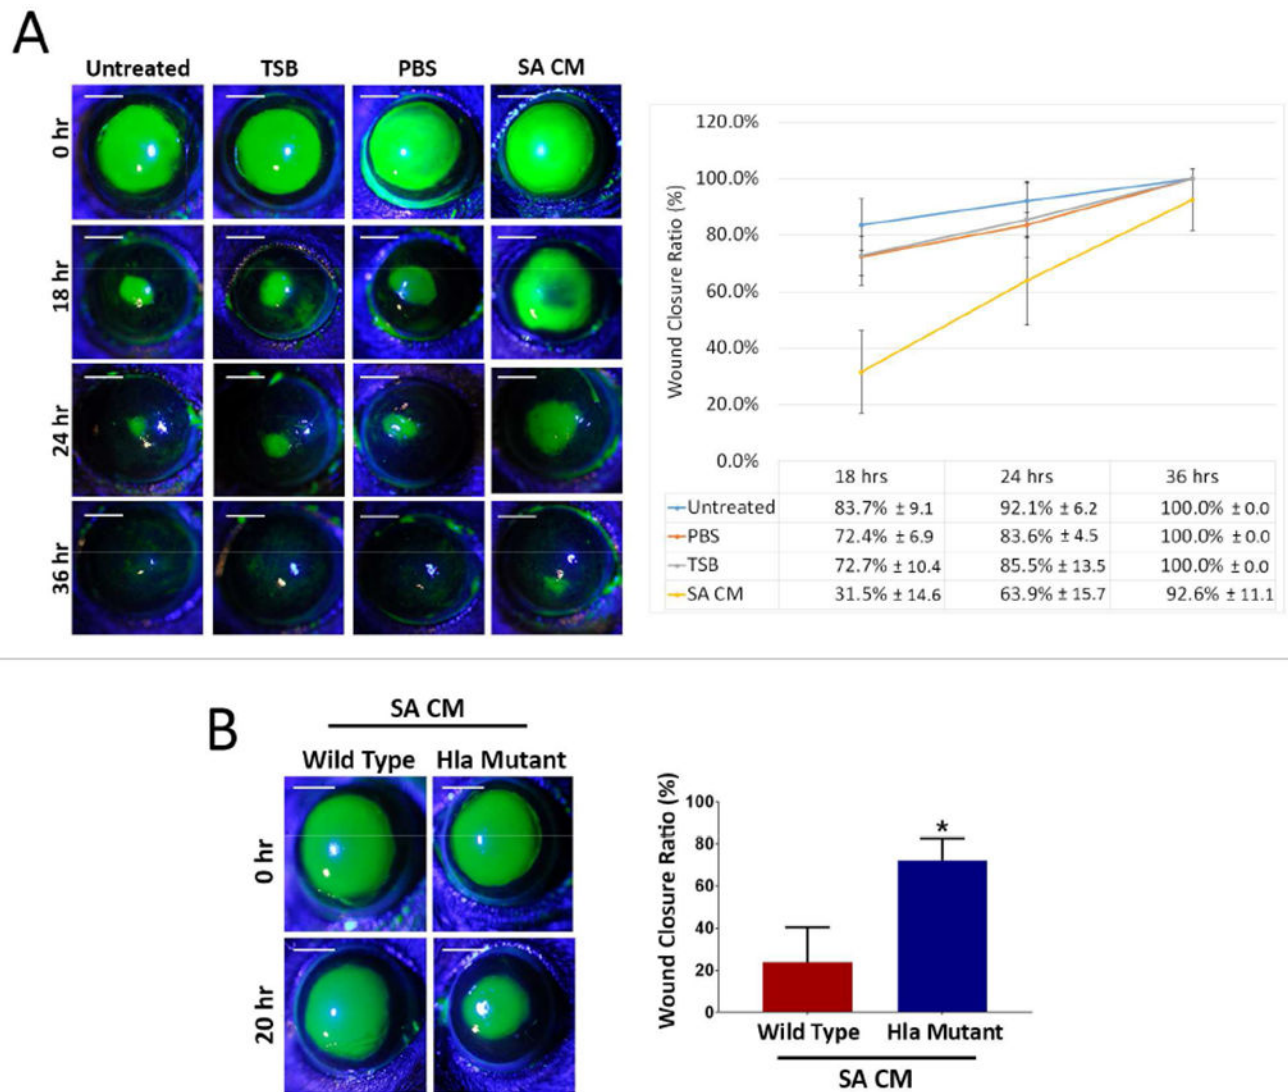 A
Untreated TSB PBS SA CM
0 hr
18 hr
24 hr
36 hr
Wound Closure Ratio (%)
120.0%
100.0%
80.0%
60.0%
40.0%
20.0%
0.0%
18 hrs 24 hrs 36 hrs
Untreated 83.7% ± 9.1 92.1% ± 6.2 100.0% ± 0.0
PBS 72.4% ± 6.9 83.6% ± 4.5 100.0% ± 0.0
TSB 72.7% ± 10.4 85.5% ± 13.5 100.0% ± 0.0
SA CM 31.5% ± 14.6 63.9% ± 15.7 92.6% ± 11.1
B
SA CM
Wild Type Hla Mutant
0 hr
20 hr
Wound Closure Ratio (%)
100
80
60
40
20
0
*
Wild Type Hla Mutant
SA CM